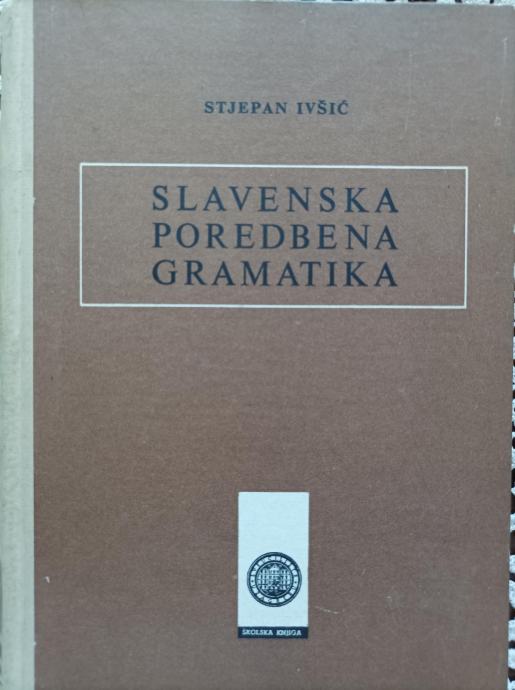 STJEPAN IVŠIĆ
SLAVENSKA
POREDBENA
GRAMATIKA
ŠKOLSKA KNJIGA